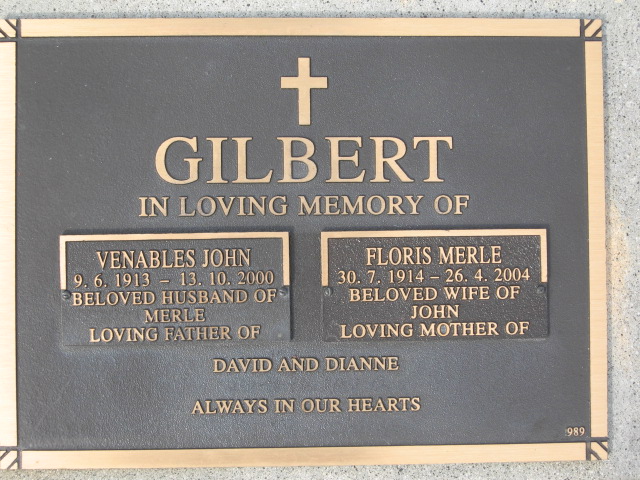 GILBERT
IN LOVING MEMORY OF
VENABLES JOHN
9. 6. 1913 – 13. 10. 2000
BELOVED HUSBAND OF
MERLE
LOVING FATHER OF
FLORIS MERLE
30. 7. 1914 – 26. 4. 2004
BELOVED WIFE OF
JOHN
LOVING MOTHER OF
DAVID AND DIANNE
ALWAYS IN OUR HEARTS
989